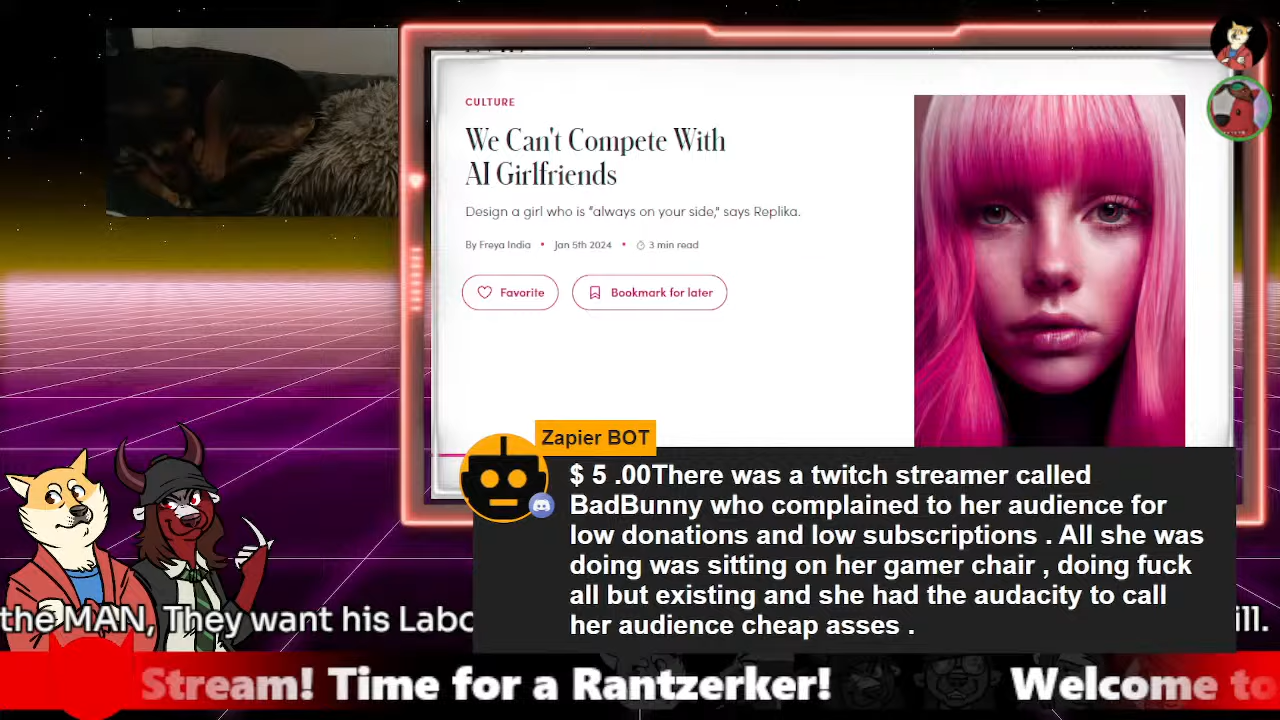 CULTURE
We Can't Compete With
AI Girlfriends
Design a girl who is "always on your side," says Replika.
By Freya India • Jan 5th 2024 • 3 min read
Favorite
Bookmark for later
Zapier BOT
$ 5 .00There was a twitch streamer called
BadBunny who complained to her audience for
low donations and low subscriptions . All she was
doing was sitting on her gamer chair , doing fuck
all but existing and she had the audacity to call
her audience cheap asses .
the MAN, They want his Labo
ill.
Stream! Time for a Rantzerker!
Welcome to